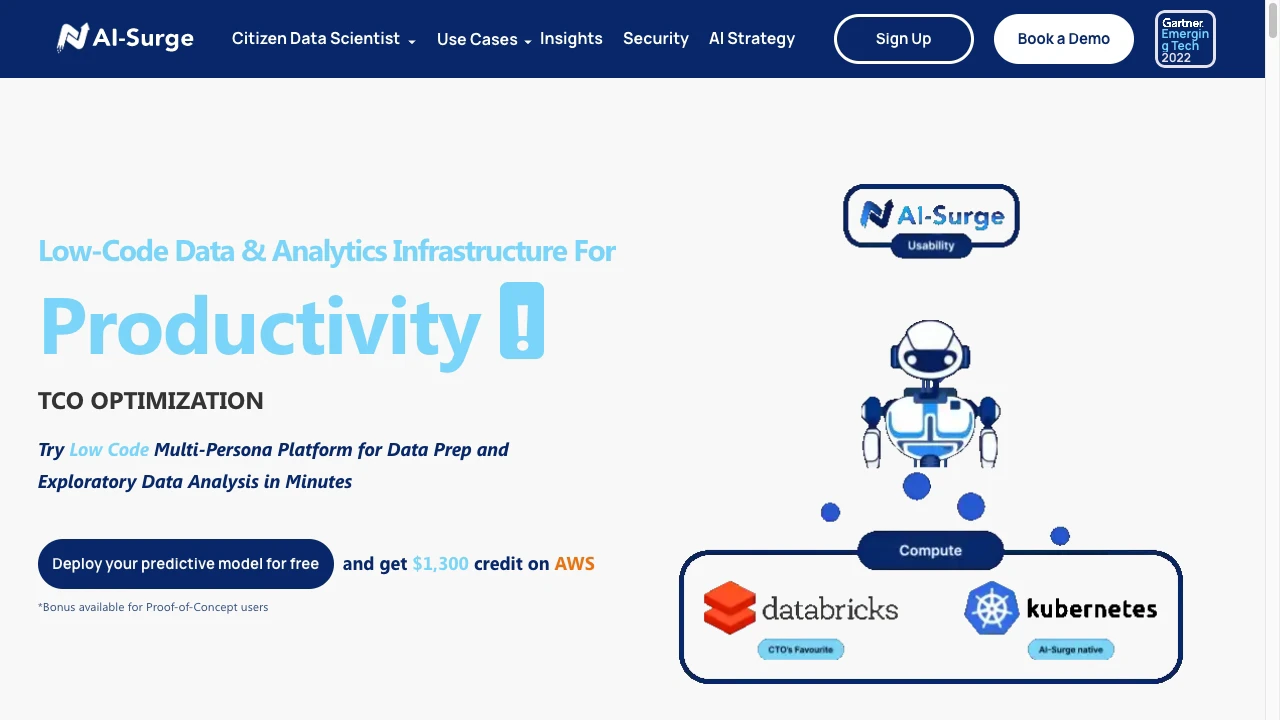 AI-Surge
Citizen Data Scientist
Use Cases
Insights
Security
AI Strategy
Sign Up
Book a Demo
Gartner
Emergin
g Tech
2022
Low-Code Data & Analytics Infrastructure For
Productivity !
TCO OPTIMIZATION
Try Low Code Multi-Persona Platform for Data Prep and
Exploratory Data Analysis in Minutes
Deploy your predictive model for free and get $1,300 credit on AWS
*Bonus available for Proof-of-Concept users
AI-Surge
Usability
Compute
databricks
CTO's Favourite
kubernetes
AI-Surge native